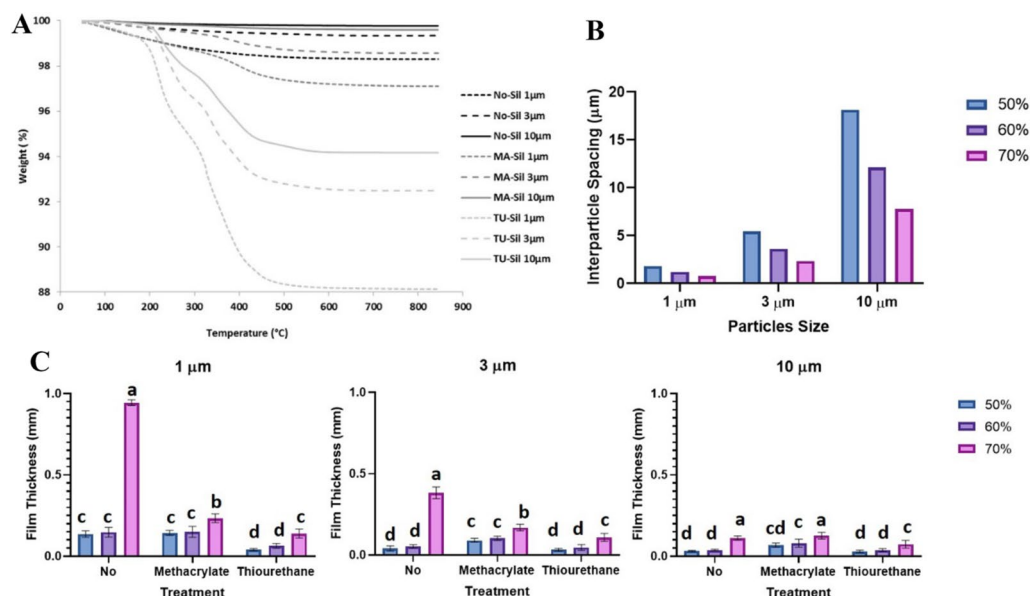 A
100
98
96
94
92
90
88
Weight ( %)
0 100 200 300 400 500 600 700 800 900
Temperature (°C)
No-Sil 1µm
No-Sil 3µm
No-Sil 10µm
MA-Sil 1µm
MA-Sil 3µm
MA-Sil 10µm
TU-Sil 1µm
TU-Sil 3µm
TU-Sil 10µm
B
20
15
10
5
0
Interparticle Spacing (µm)
1 µm 3 µm 10 µm
Particles Size
50%
60%
70%
C
1 µm
1.0
0.5
0.0
Film Thickness (mm)
c c a c c b d d d
No Methacrylate Thiourethane
Treatment
3 µm
1.0
0.5
0.0
Film Thickness (mm)
d d a c c b d d c
No Methacrylate Thiourethane
Treatment
10 µm
1.0
0.5
0.0
Film Thickness (mm)
d d a cd c a d d c
No Methacrylate Thiourethane
Treatment
50%
60%
70%